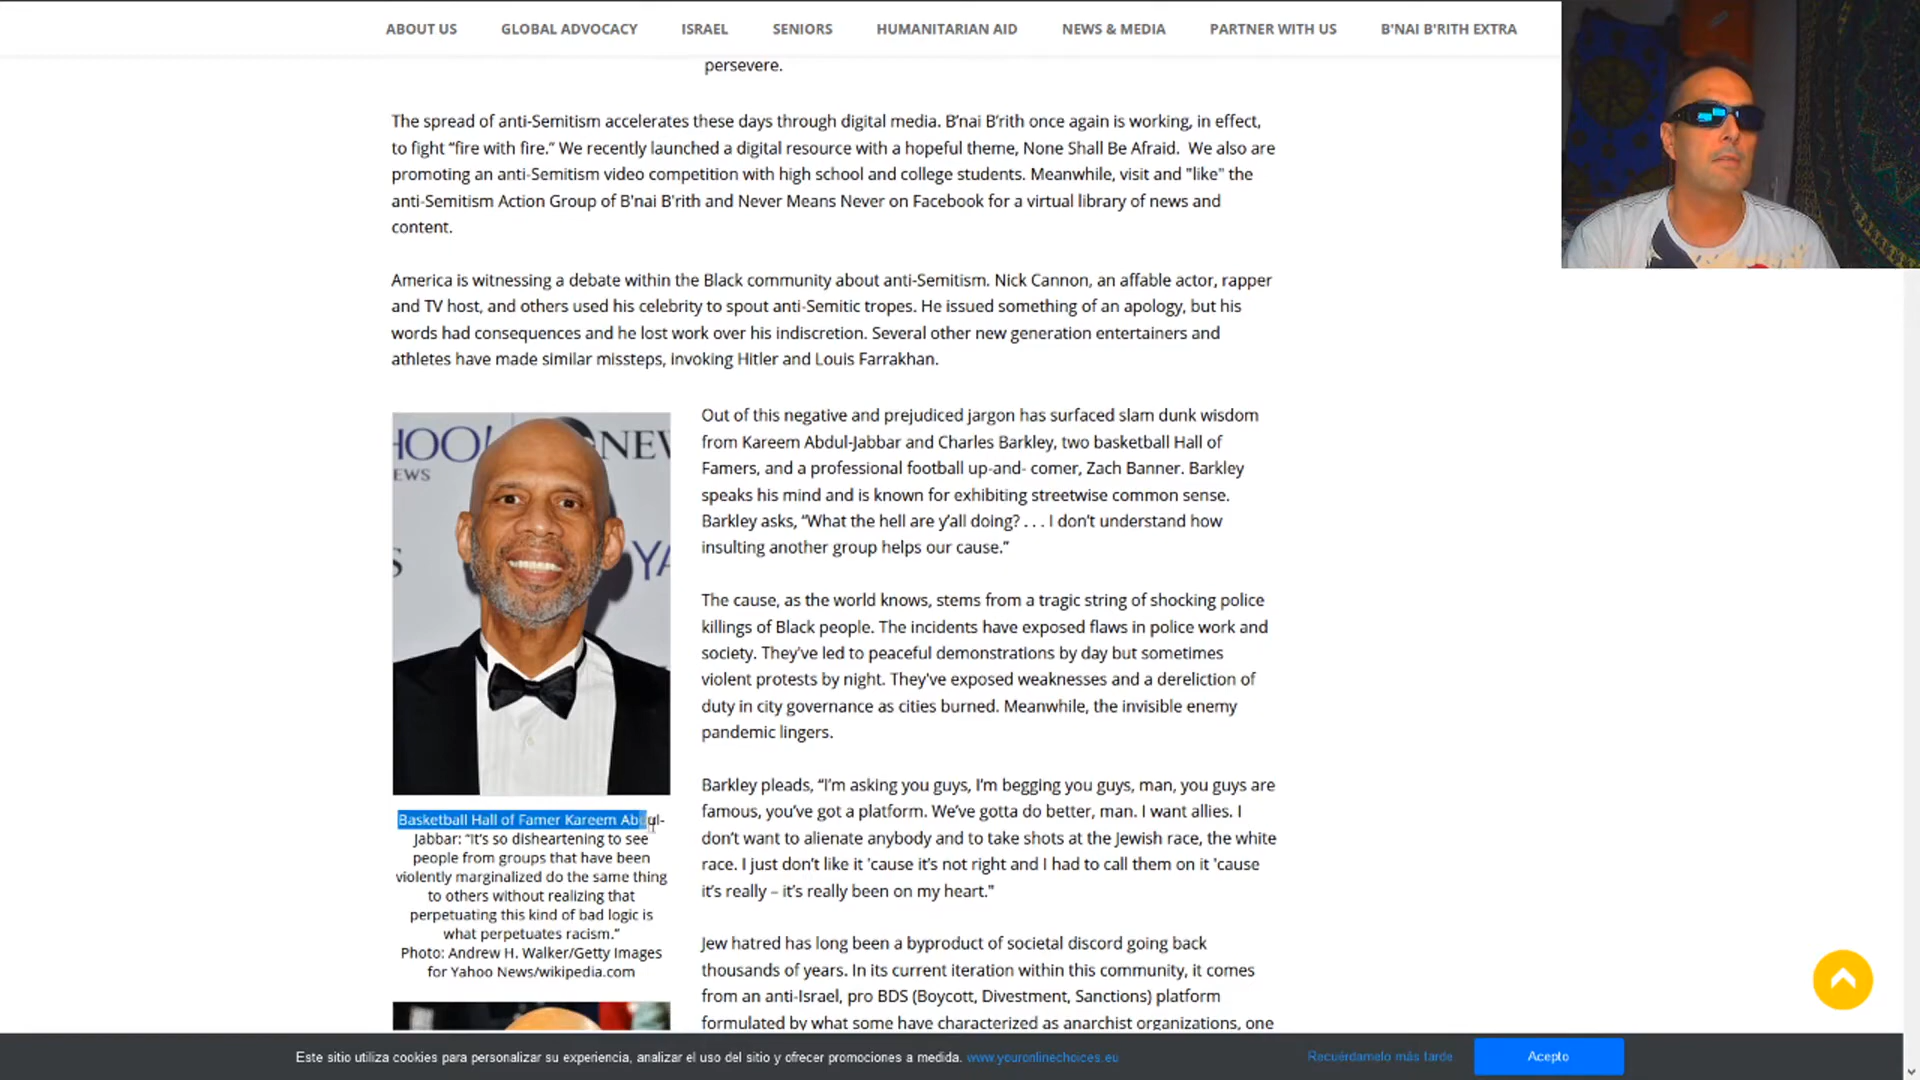 ABOUT US GLOBAL ADVOCACY ISRAEL SENIORS HUMANITARIAN AID NEWS & MEDIA PARTNER WITH US B'NAI B'RITH EXTRA
persevere.
The spread of anti-Semitism accelerates these days through digital media. B’nai B’rith once again is working, in effect,
to fight “fire with fire.” We recently launched a digital resource with a hopeful theme, None Shall Be Afraid.  We also are
promoting an anti-Semitism video competition with high school and college students. Meanwhile, visit and "like" the
anti-Semitism Action Group of B'nai B'rith and Never Means Never on Facebook for a virtual library of news and
content.
America is witnessing a debate within the Black community about anti-Semitism. Nick Cannon, an affable actor, rapper
and TV host, and others used his celebrity to spout anti-Semitic tropes. He issued something of an apology, but his
words had consequences and he lost work over his indiscretion. Several other new generation entertainers and
athletes have made similar missteps, invoking Hitler and Louis Farrakhan.
HOO! NEW
EWS
S YA
Basketball Hall of Famer Kareem Abdul-
Jabbar: “It’s so disheartening to see
people from groups that have been
violently marginalized do the same thing
to others without realizing that
perpetuating this kind of bad logic is
what perpetuates racism.”
Photo: Andrew H. Walker/Getty Images
for Yahoo News/wikipedia.com
Out of this negative and prejudiced jargon has surfaced slam dunk wisdom
from Kareem Abdul-Jabbar and Charles Barkley, two basketball Hall of
Famers, and a professional football up-and- comer, Zach Banner. Barkley
speaks his mind and is known for exhibiting streetwise common sense.
Barkley asks, “What the hell are y’all doing? . . . I don’t understand how
insulting another group helps our cause.”
The cause, as the world knows, stems from a tragic string of shocking police
killings of Black people. The incidents have exposed flaws in police work and
society. They've led to peaceful demonstrations by day but sometimes
violent protests by night. They've exposed weaknesses and a dereliction of
duty in city governance as cities burned. Meanwhile, the invisible enemy
pandemic lingers.
Barkley pleads, “I’m asking you guys, I’m begging you guys, man, you guys are
famous, you’ve got a platform. We’ve gotta do better, man. I want allies. I
don’t want to alienate anybody and to take shots at the Jewish race, the white
race. I just don’t like it 'cause it’s not right and I had to call them on it 'cause
it’s really – it’s really been on my heart."
Jew hatred has long been a byproduct of societal discord going back
thousands of years. In its current iteration within this community, it comes
from an anti-Israel, pro BDS (Boycott, Divestment, Sanctions) platform
formulated by what some have characterized as anarchist organizations, one
Este sitio utiliza cookies para personalizar su experiencia, analizar el uso del sitio y ofrecer promociones a medida. www.youronlinechoices.eu Recuérdamelo más tarde Acepto